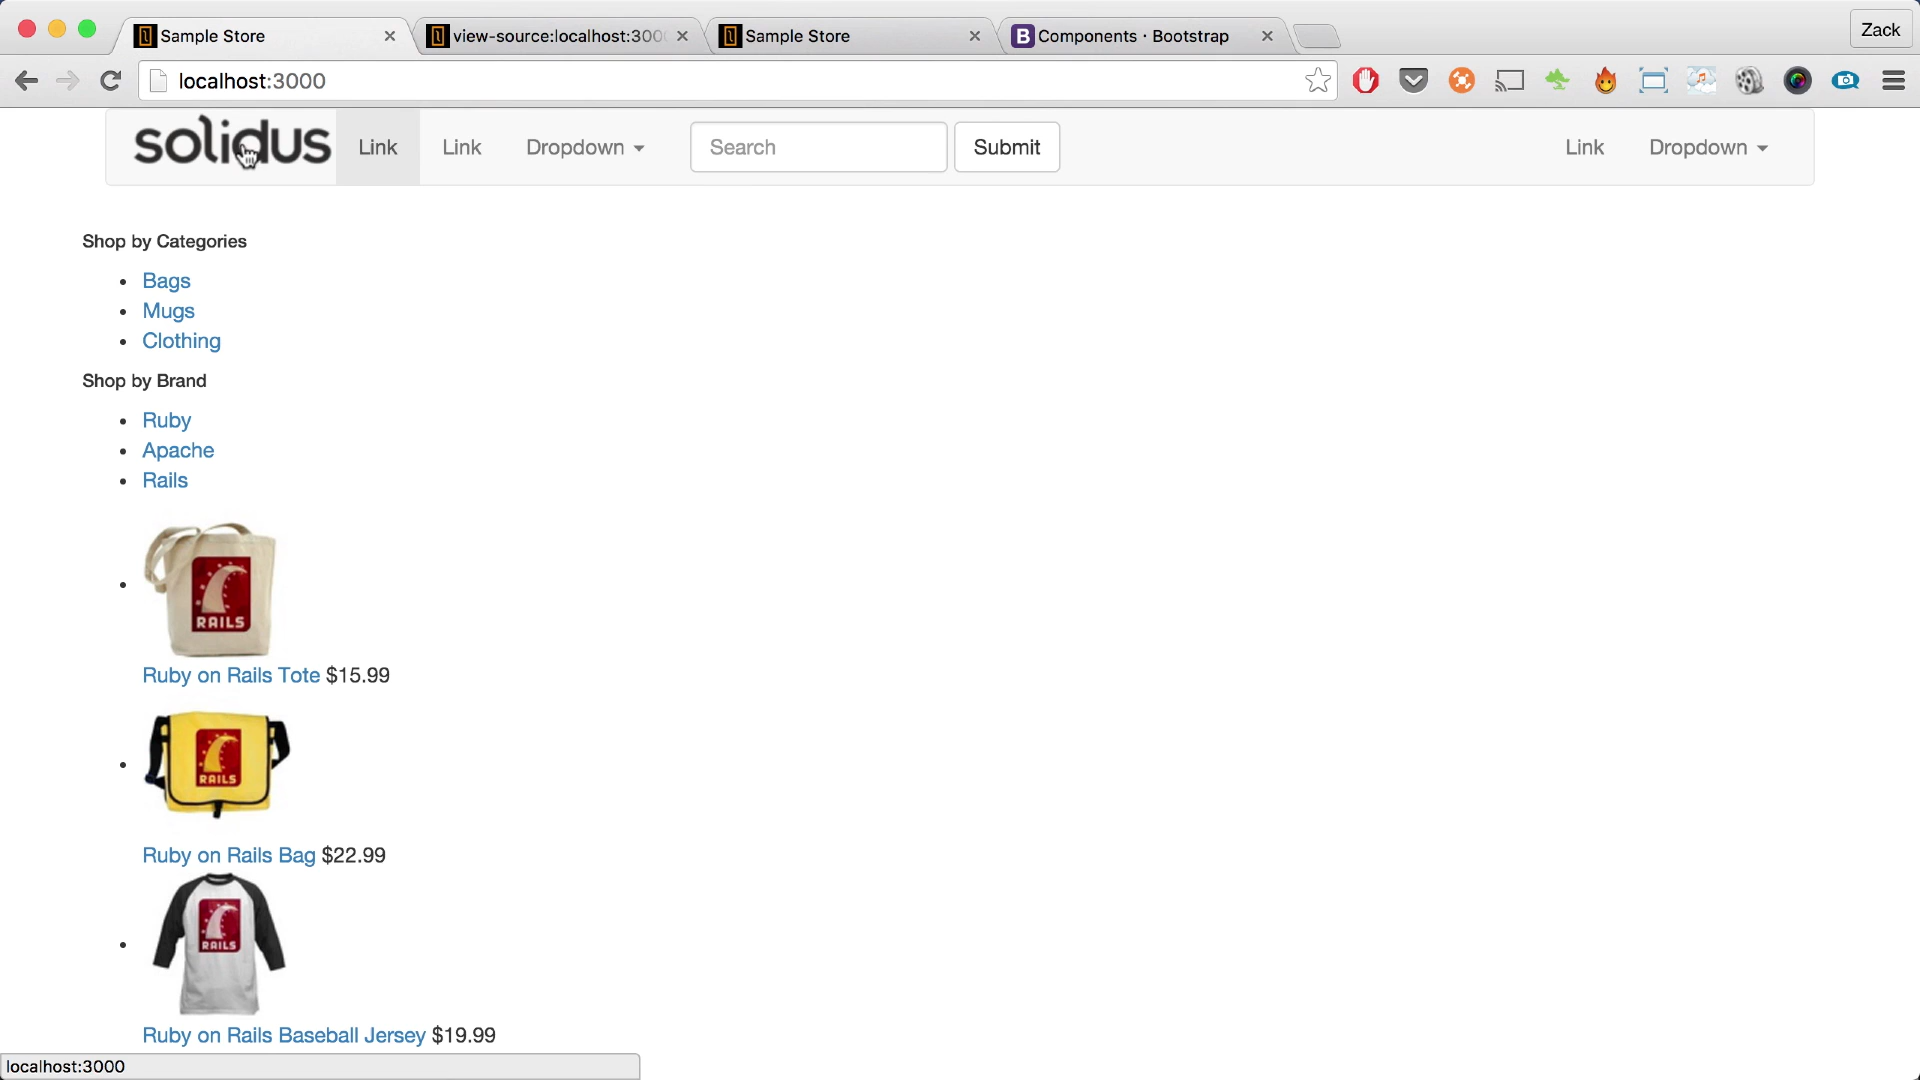 Sample Store
view-source:localhost:300
Sample Store
Components · Bootstrap
Zack
localhost:3000
solidus
Link
Link
Dropdown
Search
Submit
Link
Dropdown
Shop by Categories
Bags
Mugs
Clothing
Shop by Brand
Ruby
Apache
Rails
RAILS
Ruby on Rails Tote $15.99
RAILS
Ruby on Rails Bag $22.99
RAILS
Ruby on Rails Baseball Jersey $19.99
localhost:3000